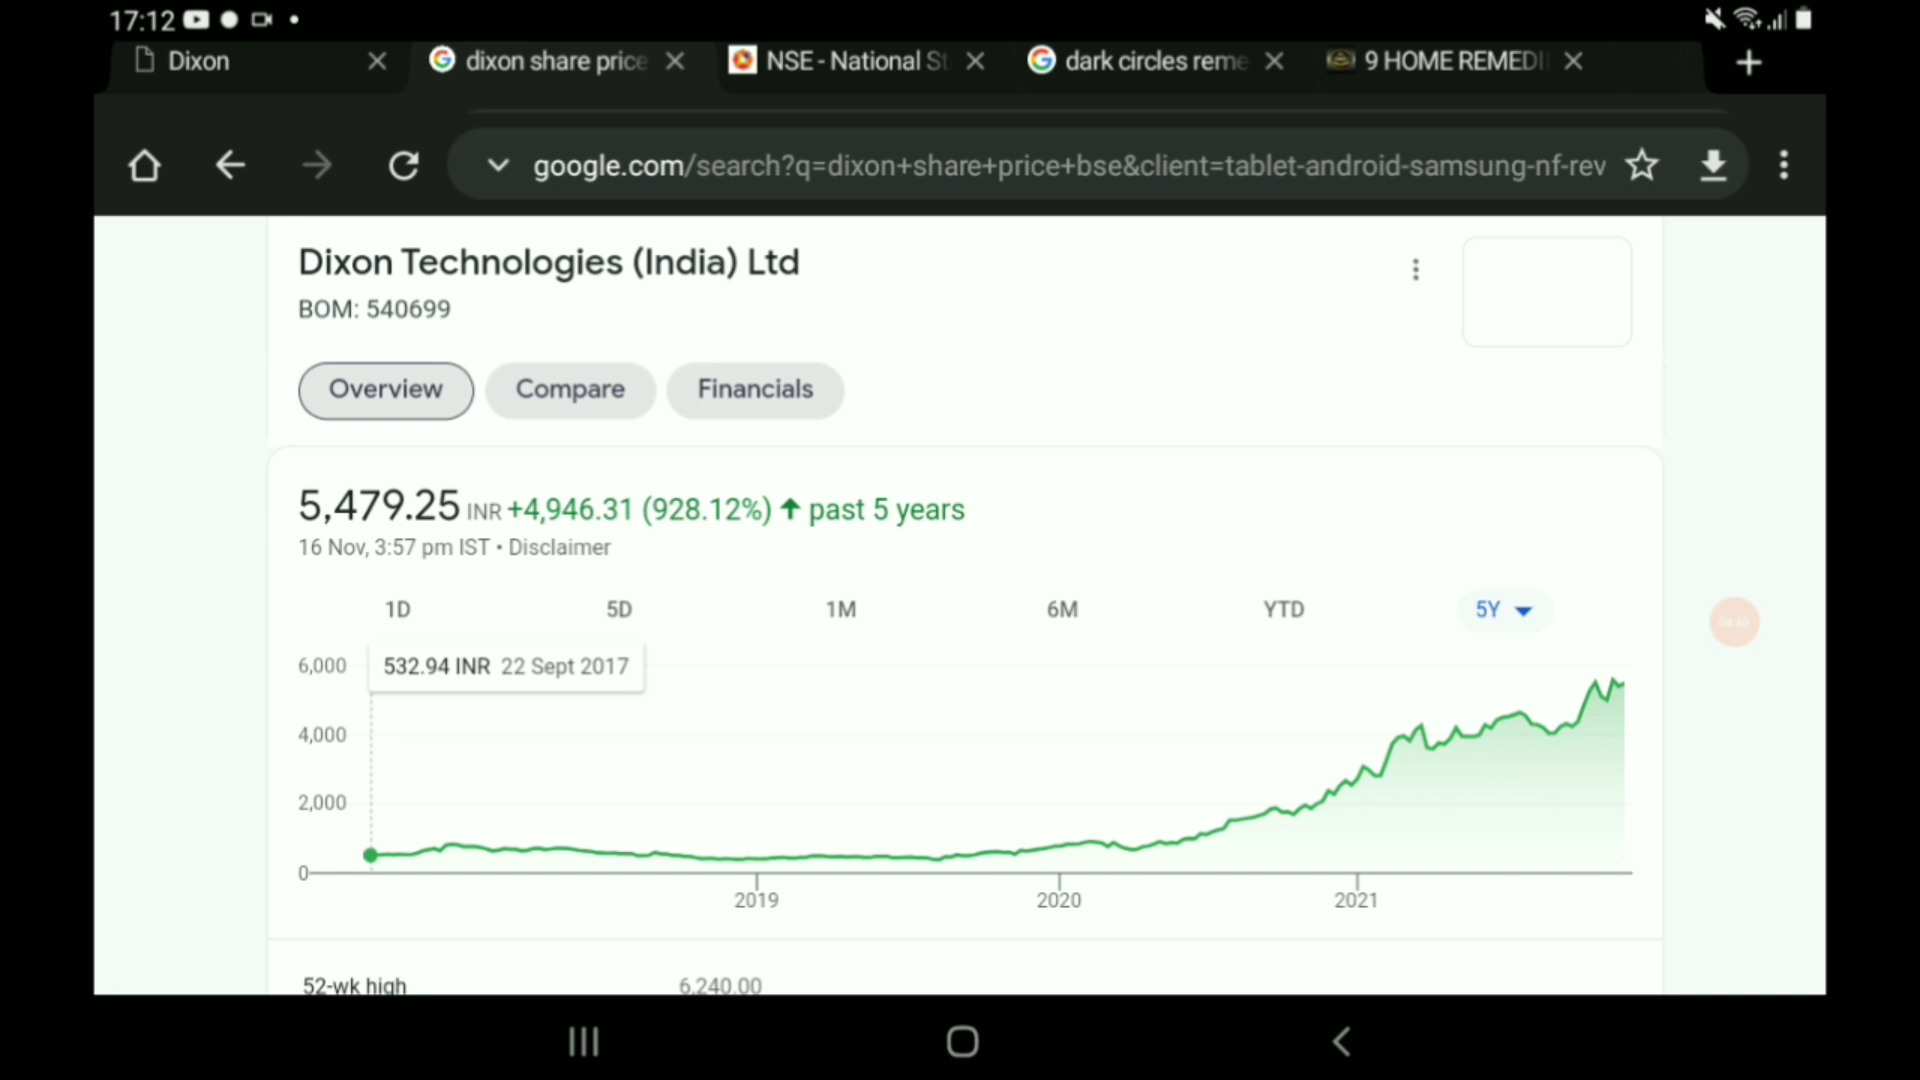 17:12
Dixon
dixon share price
NSE - National St
dark circles reme
9 HOME REMEDI
google.com/search?q=dixon+share+price+bse&client=tablet-android-samsung-nf-rev
Dixon Technologies (India) Ltd
BOM: 540699
Overview
Compare
Financials
5,479.25 INR +4,946.31 (928.12%) past 5 years
16 Nov, 3:57 pm IST • Disclaimer
1D
5D
1M
6M
YTD
5Y
532.94 INR 22 Sept 2017
6,000
4,000
2,000
0
2019
2020
2021
52-wk high 6,240.00